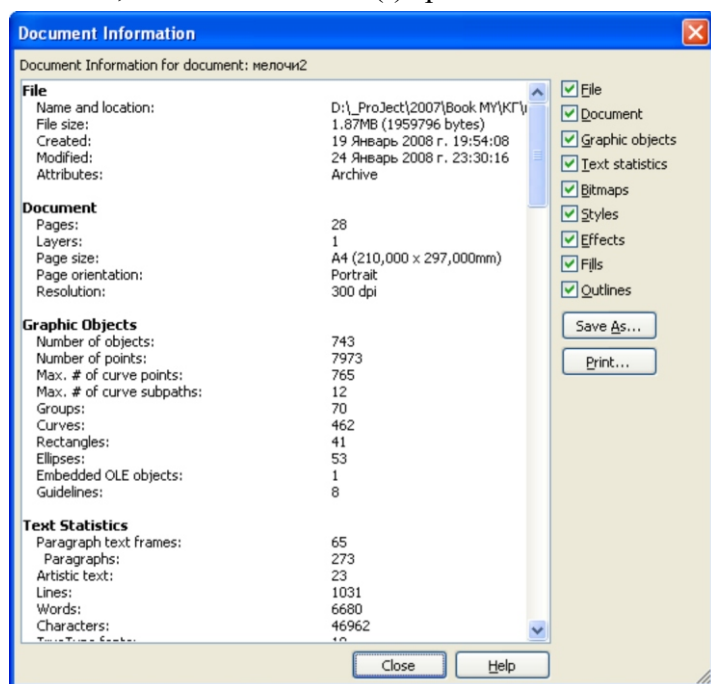 Document Information
Document Information for document: мелочи2
File
Name and location: D:\_ProJect\2007\Book MY\КГ\
File size: 1.87MB (1959796 bytes)
Created: 19 Январь 2008 г. 19:54:08
Modified: 24 Январь 2008 г. 23:30:16
Attributes: Archive
Document
Pages: 28
Layers: 1
Page size: A4 (210,000 x 297,000mm)
Page orientation: Portrait
Resolution: 300 dpi
Graphic Objects
Number of objects: 743
Number of points: 7973
Max. # of curve points: 765
Max. # of curve subpaths: 12
Groups: 70
Curves: 462
Rectangles: 41
Ellipses: 53
Embedded OLE objects: 1
Guidelines: 8
Text Statistics
Paragraph text frames: 65
Paragraphs: 273
Artistic text: 23
Lines: 1031
Words: 6680
Characters: 46962
File
Document
Graphic objects
Text statistics
Bitmaps
Styles
Effects
Fills
Outlines
Save As...
Print...
Close
Help